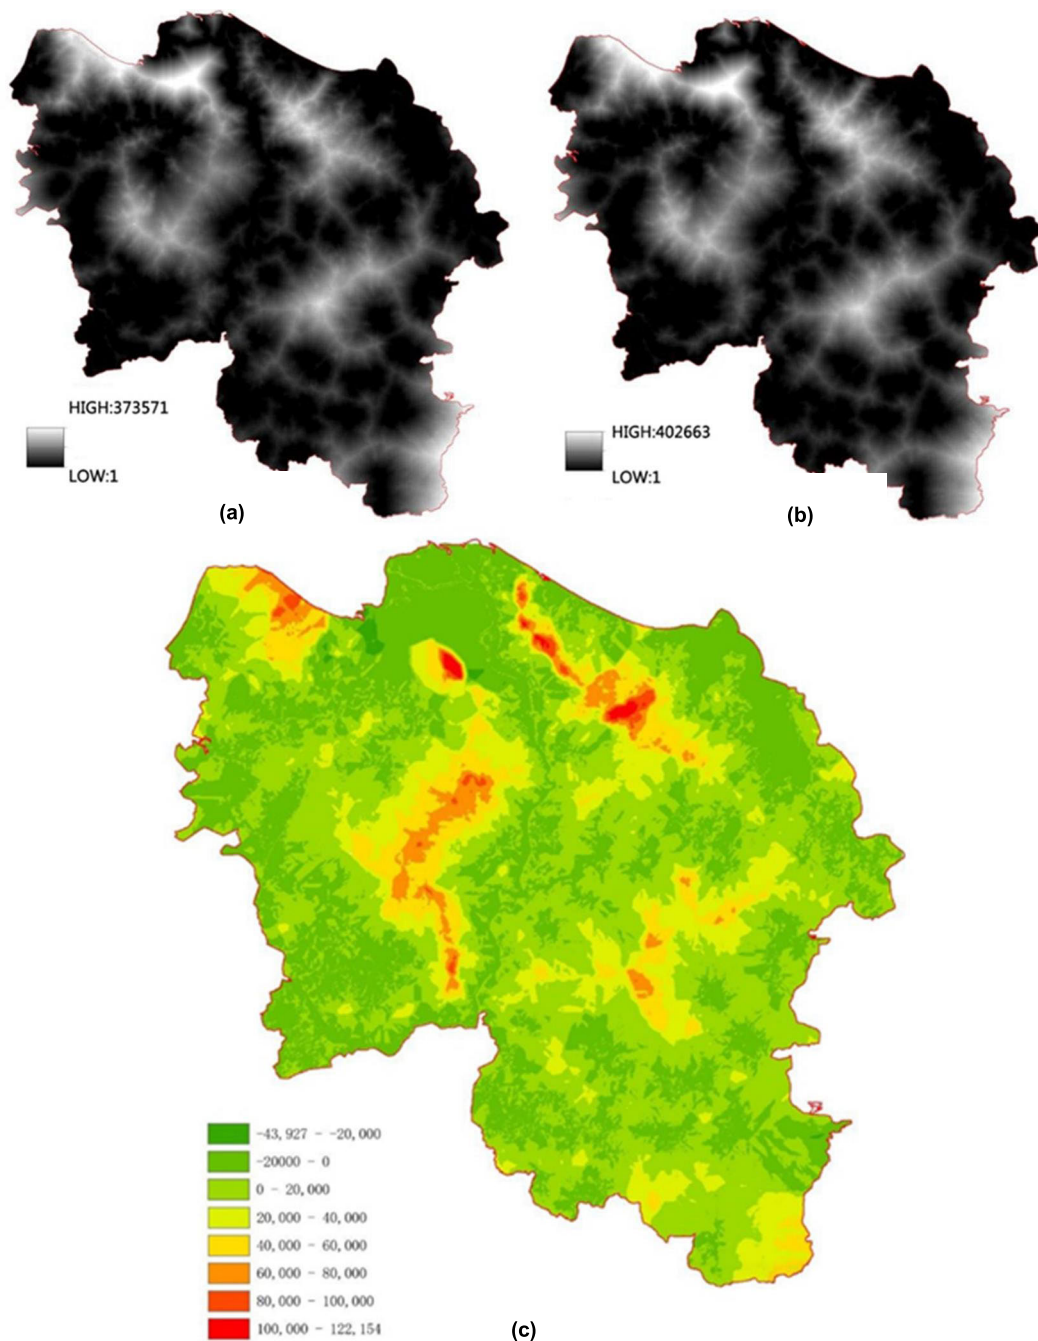 HIGH:373571
LOW:1
(a)
HIGH:402663
LOW:1
(b)
-43,927 - -20,000
-20000 - 0
0 - 20,000
20,000 - 40,000
40,000 - 60,000
60,000 - 80,000
80,000 - 100,000
100,000 - 122,154
(c)